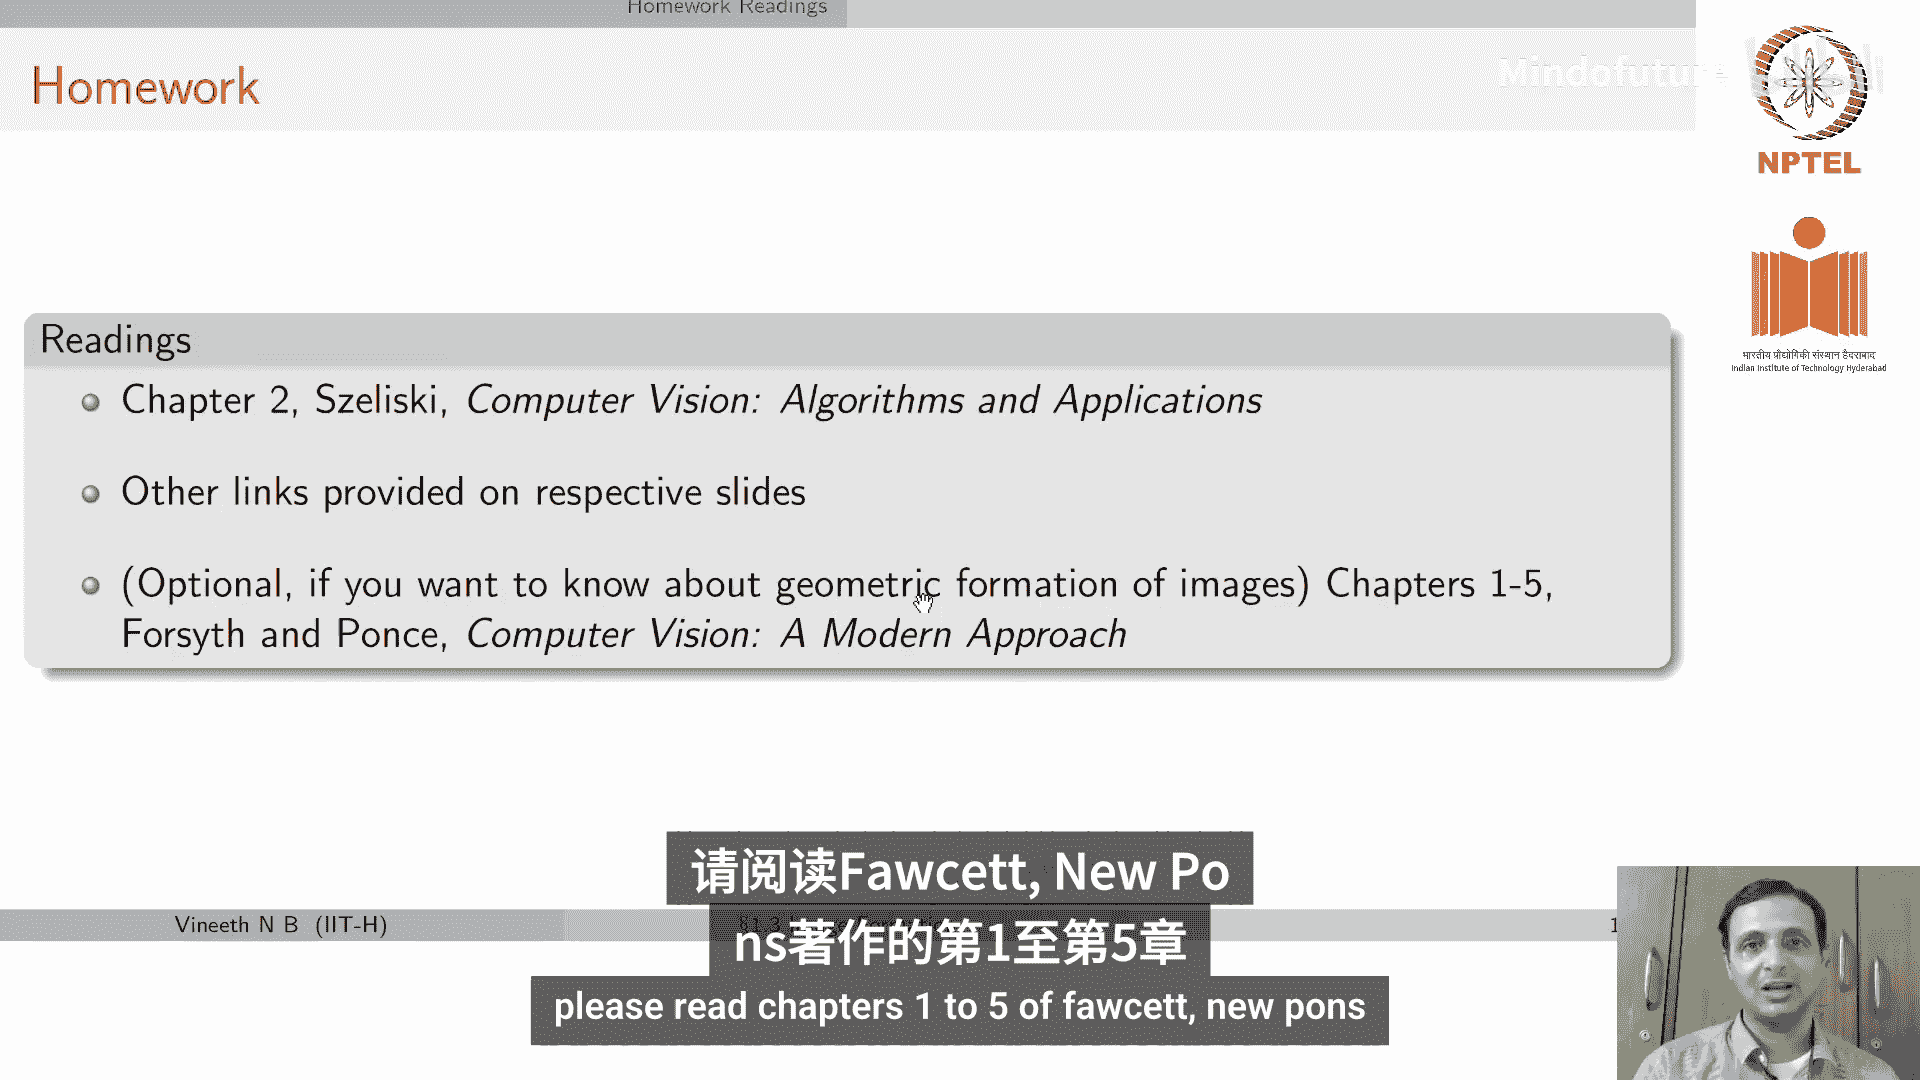 Homework Readings
Homework
Mindofuture
NPTEL
भारतीय प्रौद्योगिकी संस्थान हैदराबाद
Indian Institute of Technology Hyderabad
Readings
Chapter 2, Szeliski, Computer Vision: Algorithms and Applications
Other links provided on respective slides
(Optional, if you want to know about geometric formation of images) Chapters 1-5,
Forsyth and Ponce, Computer Vision: A Modern Approach
请阅读Fawcett, New Po
Vineeth N B (IIT-H)
ns著作的第1至第5章
please read chapters 1 to 5 of fawcett, new pons